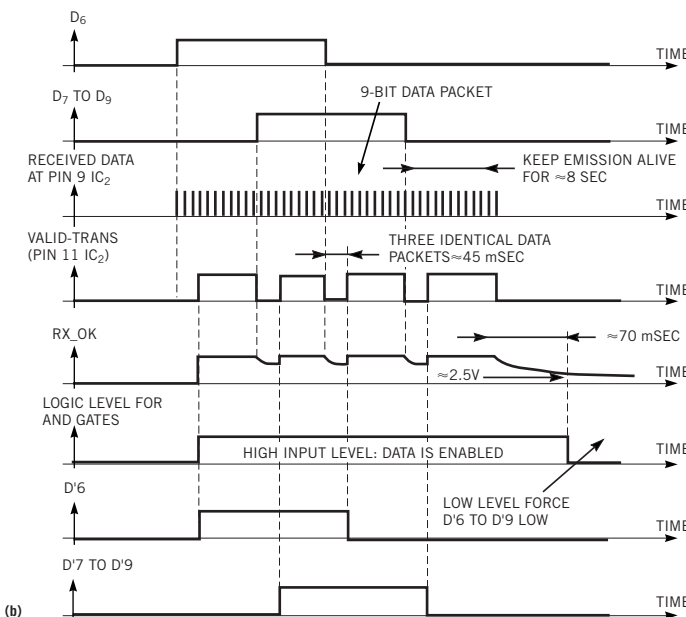 D6
TIME
D7 TO D9
9-BIT DATA PACKET
TIME
RECEIVED DATA
AT PIN 9 IC2
KEEP EMISSION ALIVE
FOR ≈8 SEC
TIME
VALID-TRANS
(PIN 11 IC2)
THREE IDENTICAL DATA
PACKETS≈45 mSEC
TIME
RX_OK
≈70 mSEC
≈2.5V
TIME
LOGIC LEVEL FOR
AND GATES
HIGH INPUT LEVEL: DATA IS ENABLED
TIME
LOW LEVEL FORCE
D'6 TO D'9 LOW
D'6
TIME
D'7 TO D'9
TIME
(b)